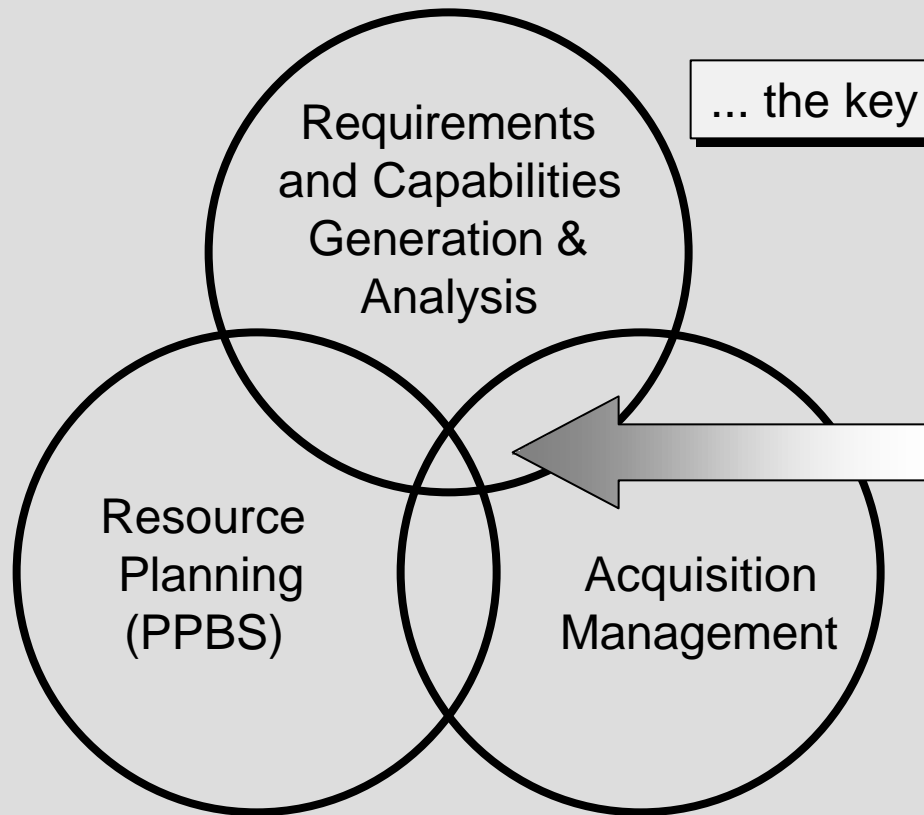 ... the key
Requirements
and Capabilities
Generation &
Analysis
Resource
Planning
(PPBS)
Acquisition
Management